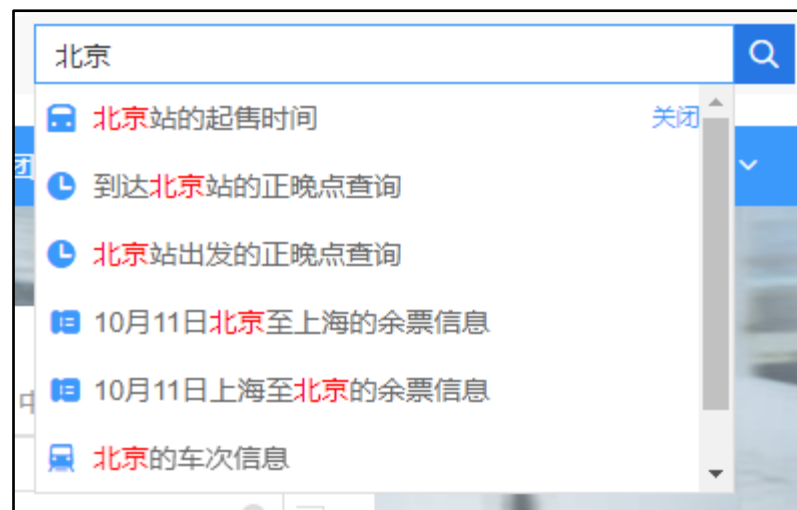 北京
北京站的起售时间
关闭
到达北京站的正晚点查询
北京站出发的正晚点查询
10月11日北京至上海的余票信息
10月11日上海至北京的余票信息
北京的车次信息